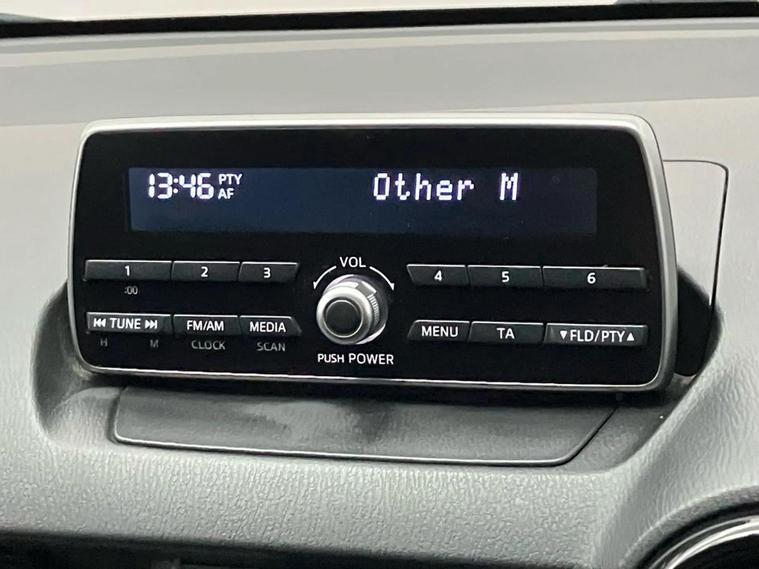 13:46 PTY AF Other M
VOL
1 2 3 4 5 6
:00
⏮ TUNE ⏭ FM/AM MEDIA MENU TA ▼FLD/PTY▲
H M CLOCK SCAN
PUSH POWER